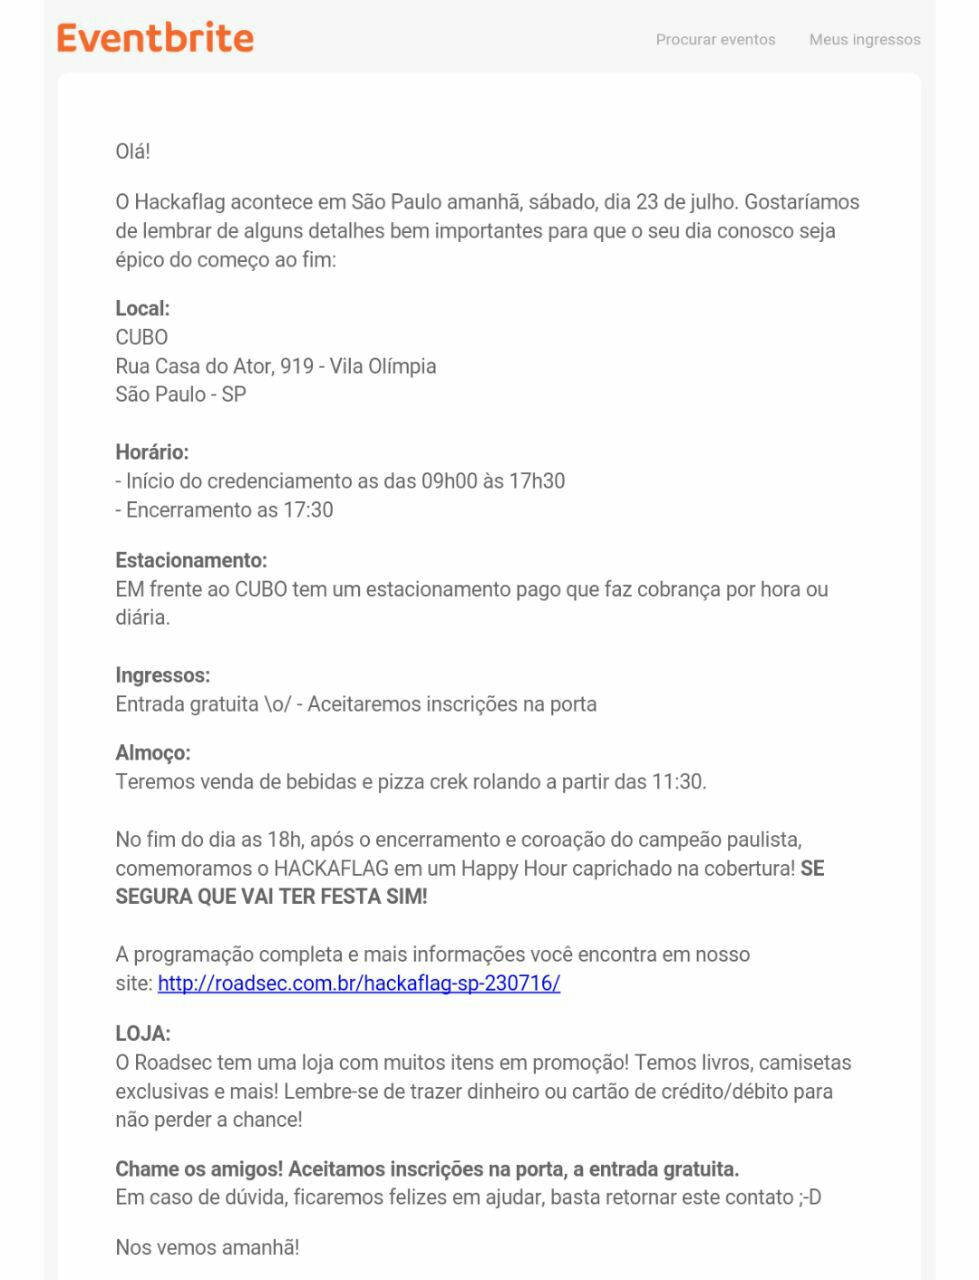 Eventbrite
Procurar eventos Meus ingressos
Olá!
O Hackaflag acontece em São Paulo amanhã, sábado, dia 23 de julho. Gostaríamos
de lembrar de alguns detalhes bem importantes para que o seu dia conosco seja
épico do começo ao fim:
Local:
CUBO
Rua Casa do Ator, 919 - Vila Olímpia
São Paulo - SP
Horário:
- Início do credenciamento as das 09h00 às 17h30
- Encerramento as 17:30
Estacionamento:
EM frente ao CUBO tem um estacionamento pago que faz cobrança por hora ou
diária.
Ingressos:
Entrada gratuita \o/ - Aceitaremos inscrições na porta
Almoço:
Teremos venda de bebidas e pizza crek rolando a partir das 11:30.
No fim do dia as 18h, após o encerramento e coroação do campeão paulista,
comemoramos o HACKAFLAG em um Happy Hour caprichado na cobertura! SE
SEGURA QUE VAI TER FESTA SIM!
A programação completa e mais informações você encontra em nosso
site: http://roadsec.com.br/hackaflag-sp-230716/
LOJA:
O Roadsec tem uma loja com muitos itens em promoção! Temos livros, camisetas
exclusivas e mais! Lembre-se de trazer dinheiro ou cartão de crédito/débito para
não perder a chance!
Chame os amigos! Aceitamos inscrições na porta, a entrada gratuita.
Em caso de dúvida, ficaremos felizes em ajudar, basta retornar este contato ;-D
Nos vemos amanhã!